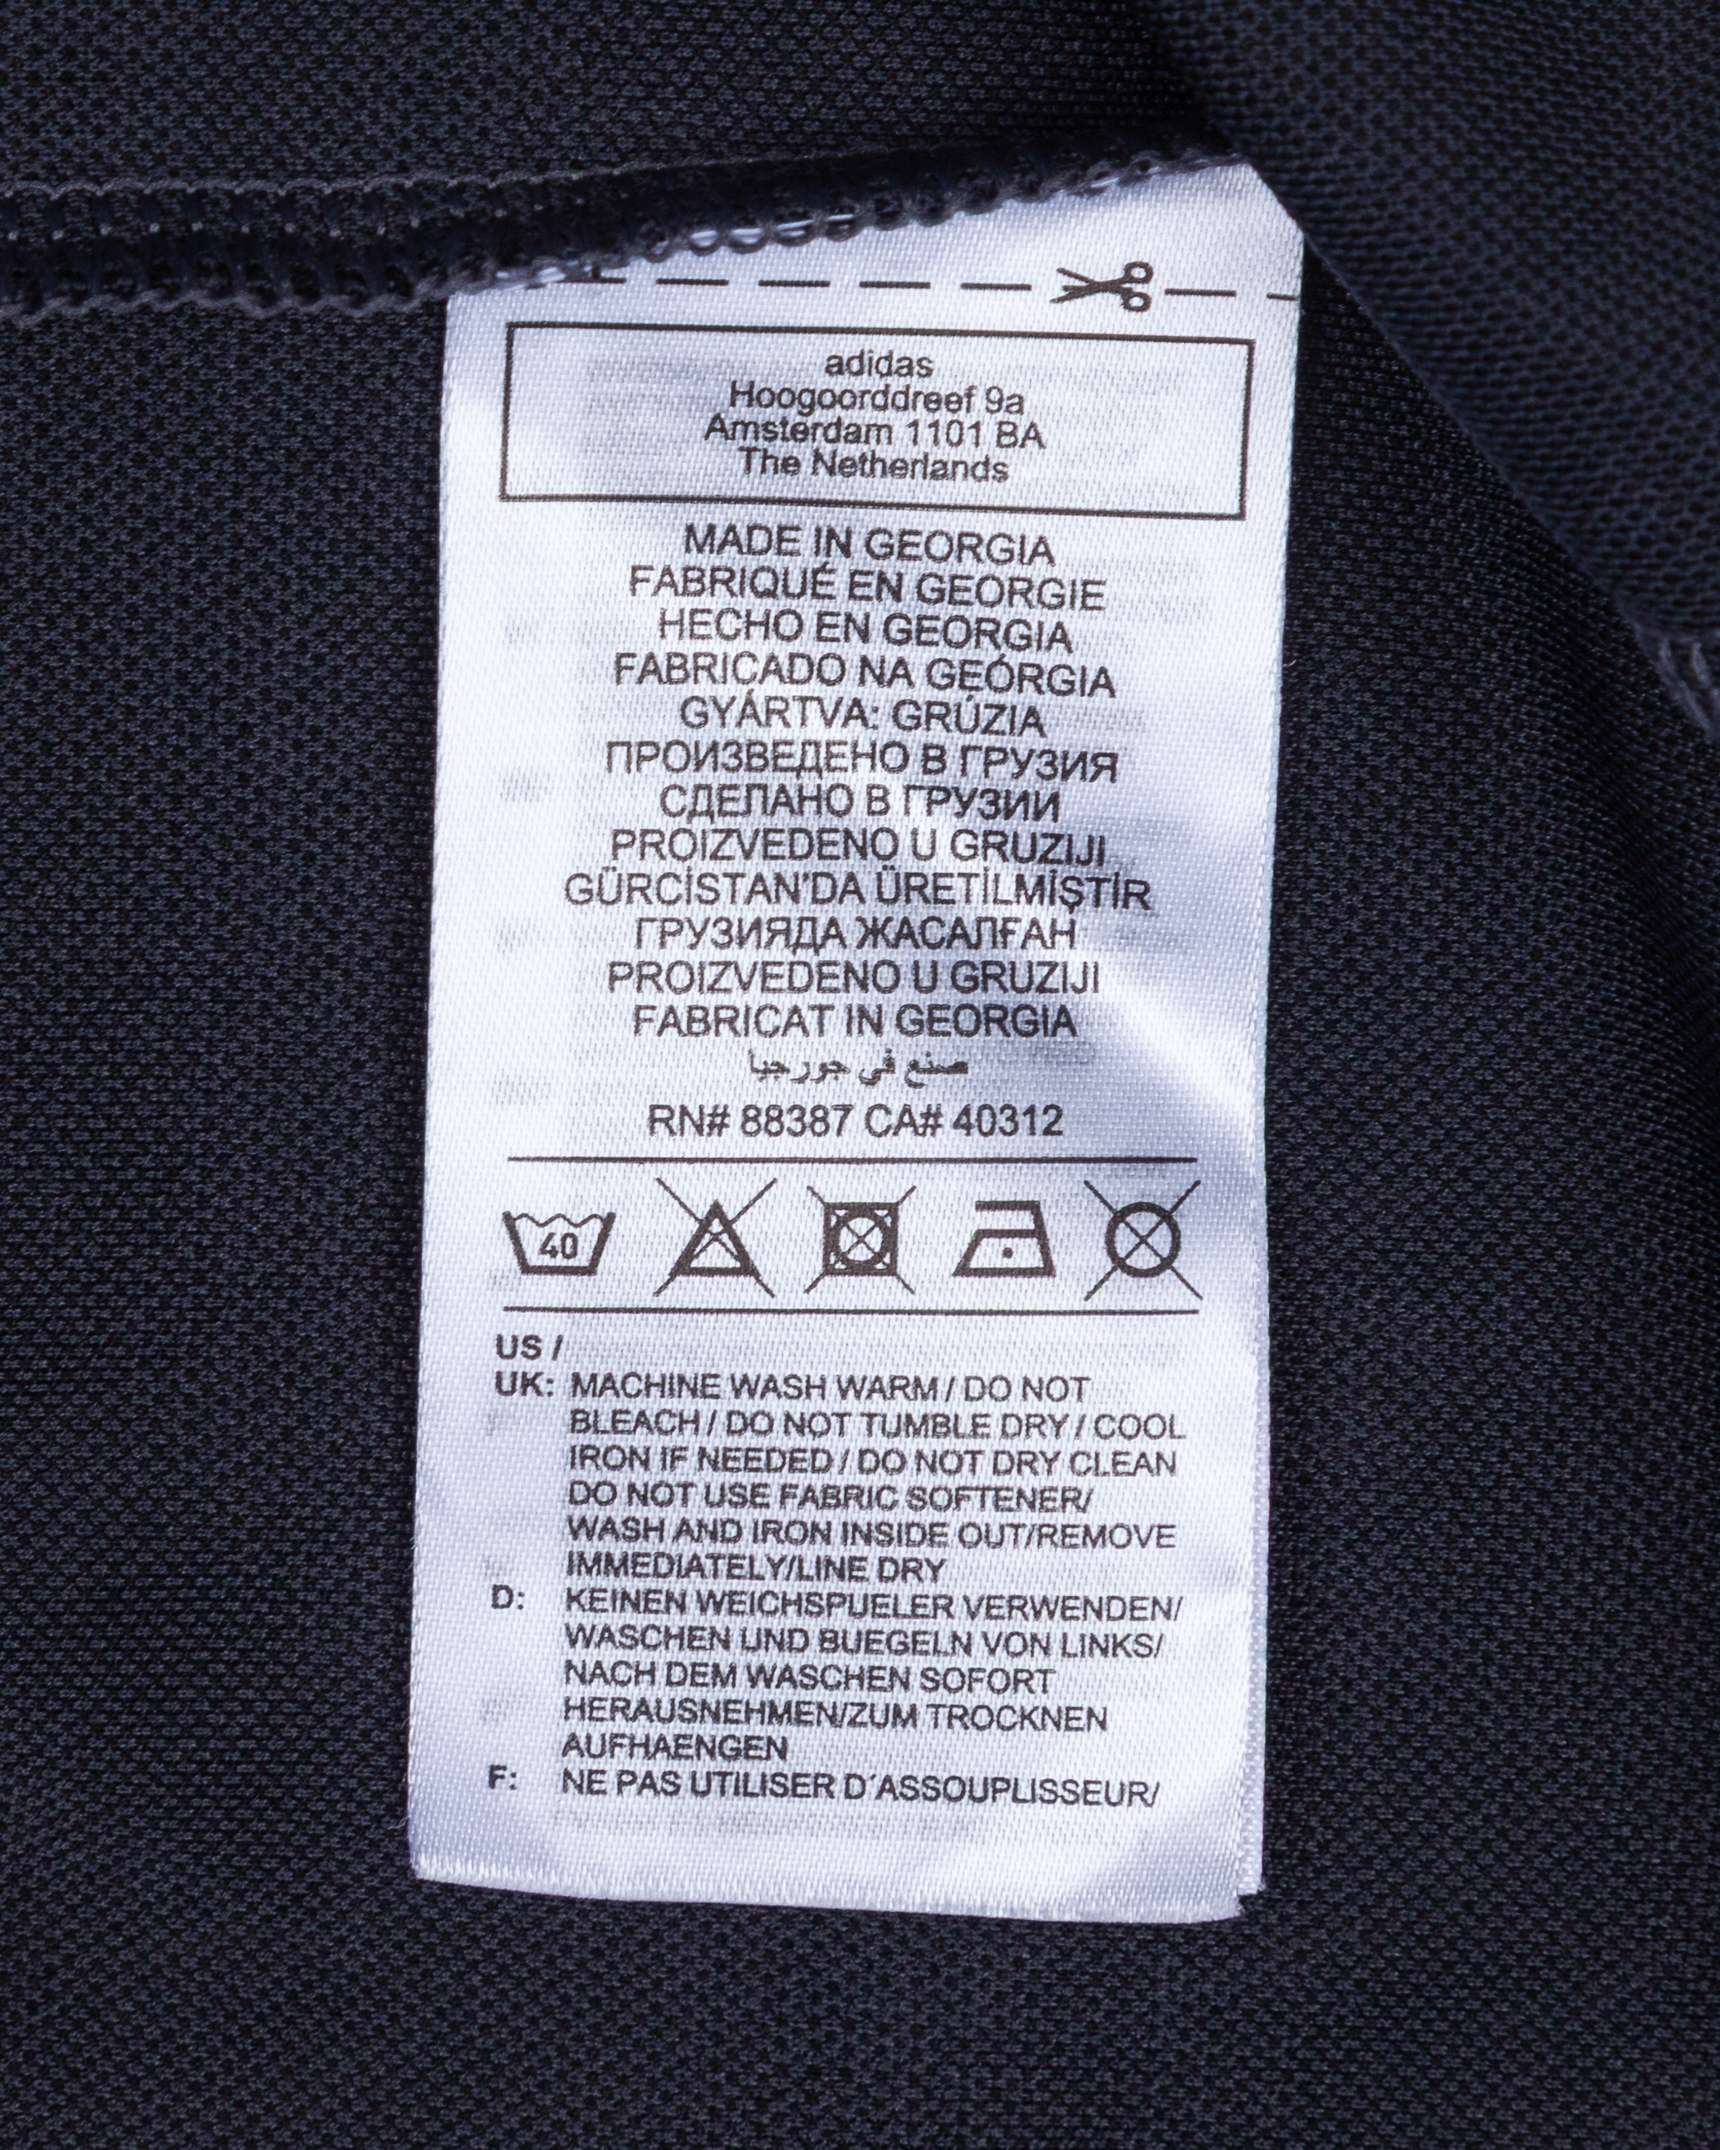 adidas
Hoogoorddreef 9a
Amsterdam 1101 BA
The Netherlands
MADE IN GEORGIA
FABRIQUÉ EN GEORGIE
HECHO EN GEORGIA
FABRICADO NA GEÓRGIA
GYÁRTVA: GRÚZIA
ПРОИЗВЕДЕНО В ГРУЗИЯ
СДЕЛАНО В ГРУЗИИ
PROIZVEDENO U GRUZIJI
GÜRCİSTAN'DA ÜRETİLMİŞTİR
ГРУЗИЯДА ЖАСАЛҒАН
PROIZVEDENO U GRUZIJI
FABRICAT IN GEORGIA
صنع في جورجيا
RN# 88387 CA# 40312
40
US /
UK: MACHINE WASH WARM / DO NOT
BLEACH / DO NOT TUMBLE DRY / COOL
IRON IF NEEDED / DO NOT DRY CLEAN
DO NOT USE FABRIC SOFTENER/
WASH AND IRON INSIDE OUT/REMOVE
IMMEDIATELY/LINE DRY
D: KEINEN WEICHSPUELER VERWENDEN/
WASCHEN UND BUEGELN VON LINKS/
NACH DEM WASCHEN SOFORT
HERAUSNEHMEN/ZUM TROCKNEN
AUFHAENGEN
F: NE PAS UTILISER D´ASSOUPLISSEUR/